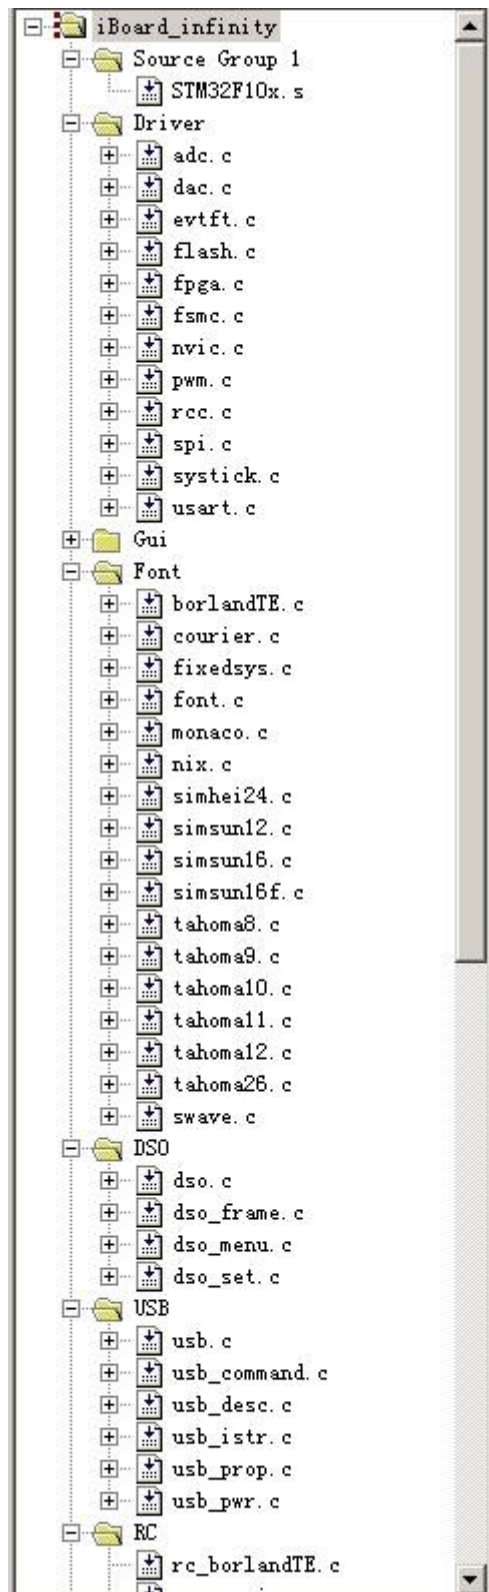 iBoard_infinity
Source Group 1
STM32F10x.s
Driver
adc.c
dac.c
evtft.c
flash.c
fpga.c
fsmc.c
nvic.c
pwm.c
rcc.c
spi.c
systick.c
usart.c
Gui
Font
borlandTE.c
courier.c
fixedsys.c
font.c
monaco.c
nix.c
simhei24.c
simsun12.c
simsun16.c
simsun16f.c
tahoma8.c
tahoma9.c
tahoma10.c
tahoma11.c
tahoma12.c
tahoma26.c
swave.c
DSO
dso.c
dso_frame.c
dso_menu.c
dso_set.c
USB
usb.c
usb_command.c
usb_desc.c
usb_istr.c
usb_prop.c
usb_pwr.c
RC
rc_borlandTE.c